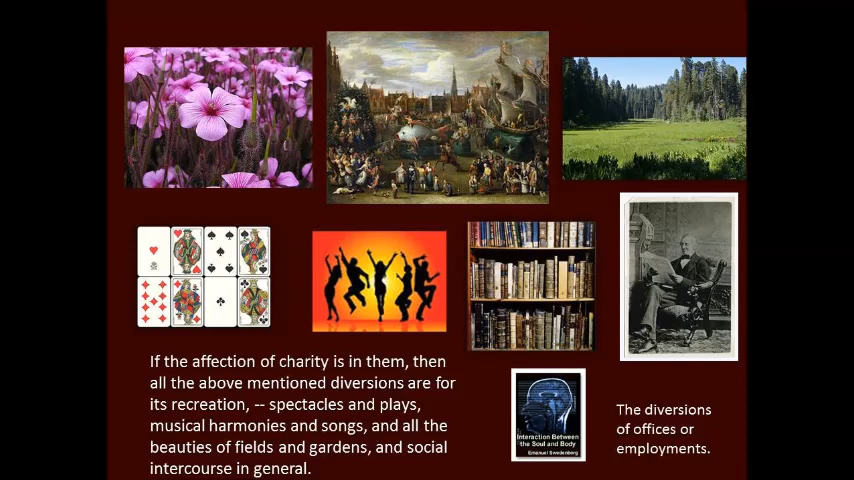 If the affection of charity is in them, then
all the above mentioned diversions are for
its recreation, -- spectacles and plays,
musical harmonies and songs, and all the
beauties of fields and gardens, and social
intercourse in general.
Interaction Between
the Soul and Body
Emanuel Swedenborg
The diversions
of offices or
employments.